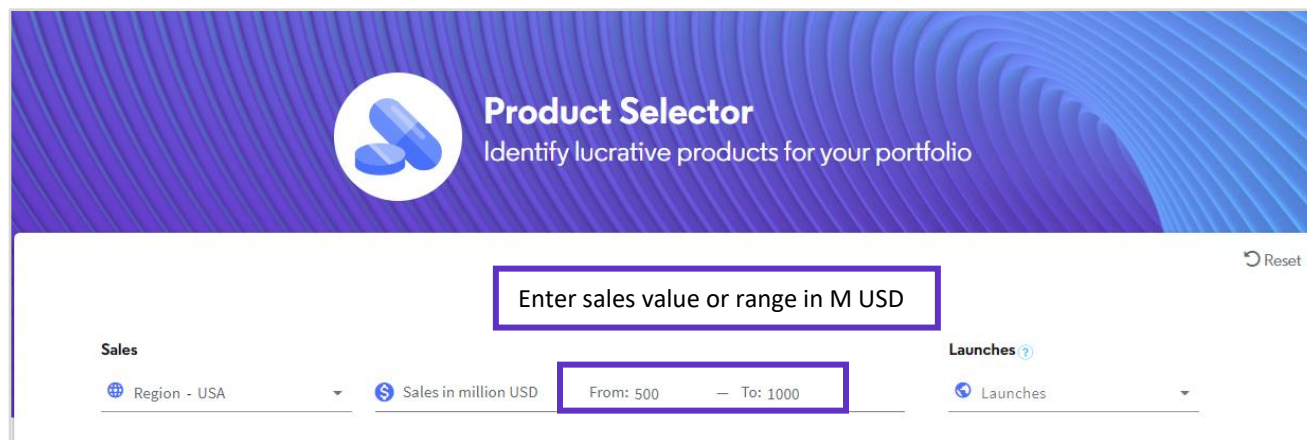 Product Selector
Identify lucrative products for your portfolio
Reset
Enter sales value or range in M USD
Sales
Launches ?
Region - USA
$ Sales in million USD From: 500 — To: 1000
Launches